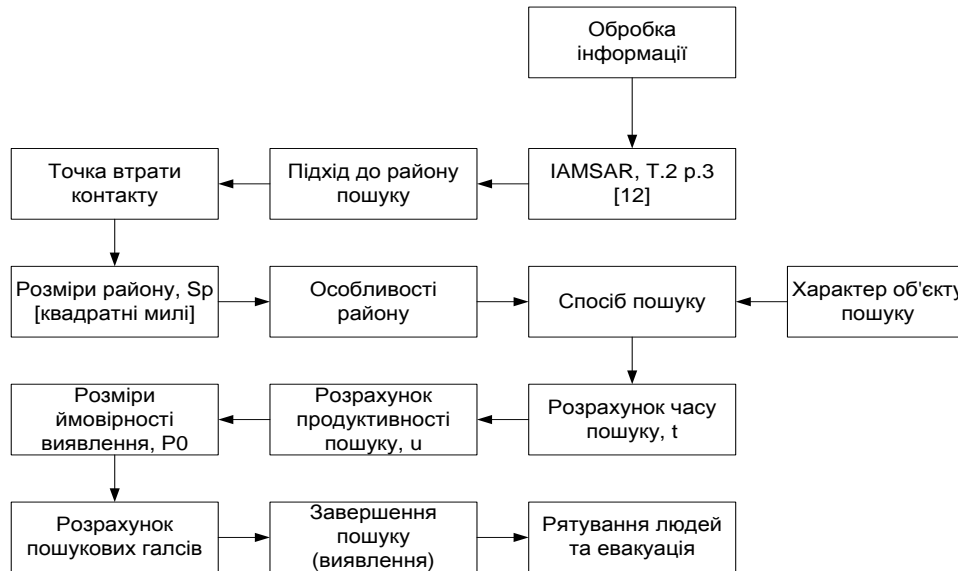 Обробка
інформації
Точка втрати
контакту
Підхід до району
пошуку
IAMSAR, Т.2 р.3
[12]
Розміри району, Sр
[квадратні милі]
Особливості
району
Спосіб пошуку
Характер об'єкту
пошуку
Розміри
ймовірності
виявлення, P0
Розрахунок
продуктивності
пошуку, u
Розрахунок часу
пошуку, t
Розрахунок
пошукових галсів
Завершення
пошуку
(виявлення)
Рятування людей
та евакуація